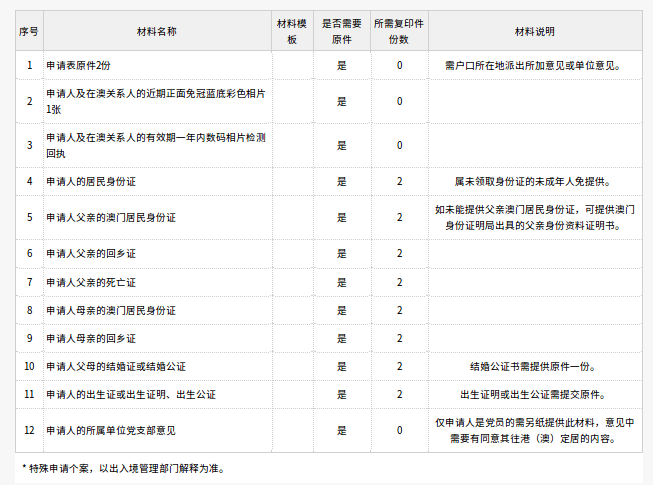 序号 材料名称 材料模板 是否需要原件 所需复印件份数 材料说明
1 申请表原件2份 是 0 需户口所在地派出所加意见或单位意见。
2 申请人及在澳关系人的近期正面免冠蓝底彩色相片1张 是 0
3 申请人及在澳关系人的有效期一年内数码相片检测回执 是 0
4 申请人的居民身份证 是 2 属未领取身份证的未成年人免提供。
5 申请人父亲的澳门居民身份证 是 2 如未能提供父亲澳门居民身份证，可提供澳门身份证明局出具的父亲身份资料证明书。
6 申请人父亲的回乡证 是 2
7 申请人父亲的死亡证 是 2
8 申请人母亲的澳门居民身份证 是 2
9 申请人母亲的回乡证 是 2
10 申请人父母的结婚证或结婚公证 是 2 结婚公证书需提供原件一份。
11 申请人的出生证或出生证明、出生公证 是 2 出生证明或出生公证需提交原件。
12 申请人的所属单位党支部意见 是 0 仅申请人是党员的需另纸提供此材料，意见中需要有同意其往港（澳）定居的内容。
* 特殊申请个案，以出入境管理部门解释为准。